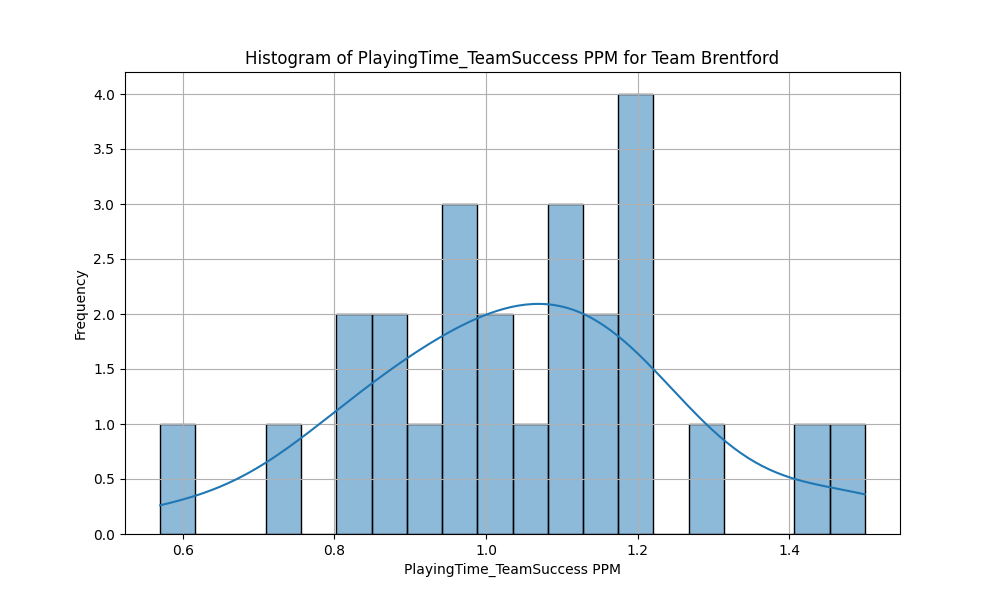 Histogram of PlayingTime_TeamSuccess PPM for Team Brentford
4.0
3.5
3.0
2.5
2.0
1.5
1.0
0.5
0.0
Frequency
0.6 0.8 1.0 1.2 1.4
PlayingTime_TeamSuccess PPM